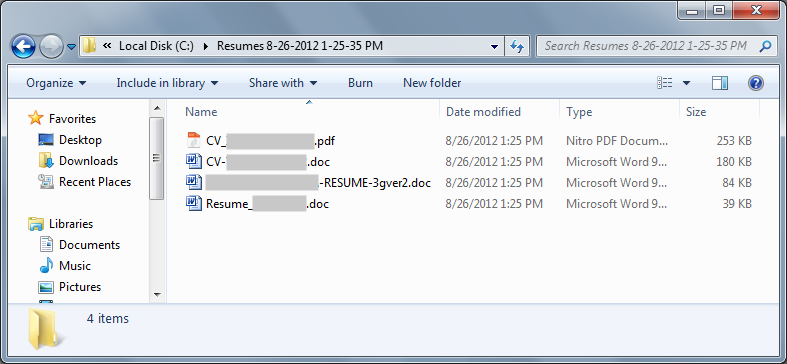 « Local Disk (C:) ▸ Resumes 8-26-2012 1-25-35 PM
Search Resumes 8-26-2012 1-25-35 PM
Organize Include in library Share with Burn New folder
Name Date modified Type Size
Favorites
Desktop
Downloads
Recent Places
Libraries
Documents
Music
Pictures
CV_ .pdf 8/26/2012 1:25 PM Nitro PDF Docum... 253 KB
CV- .doc 8/26/2012 1:25 PM Microsoft Word 9... 180 KB
-RESUME-3gver2.doc 8/26/2012 1:25 PM Microsoft Word 9... 84 KB
Resume_ .doc 8/26/2012 1:25 PM Microsoft Word 9... 39 KB
4 items